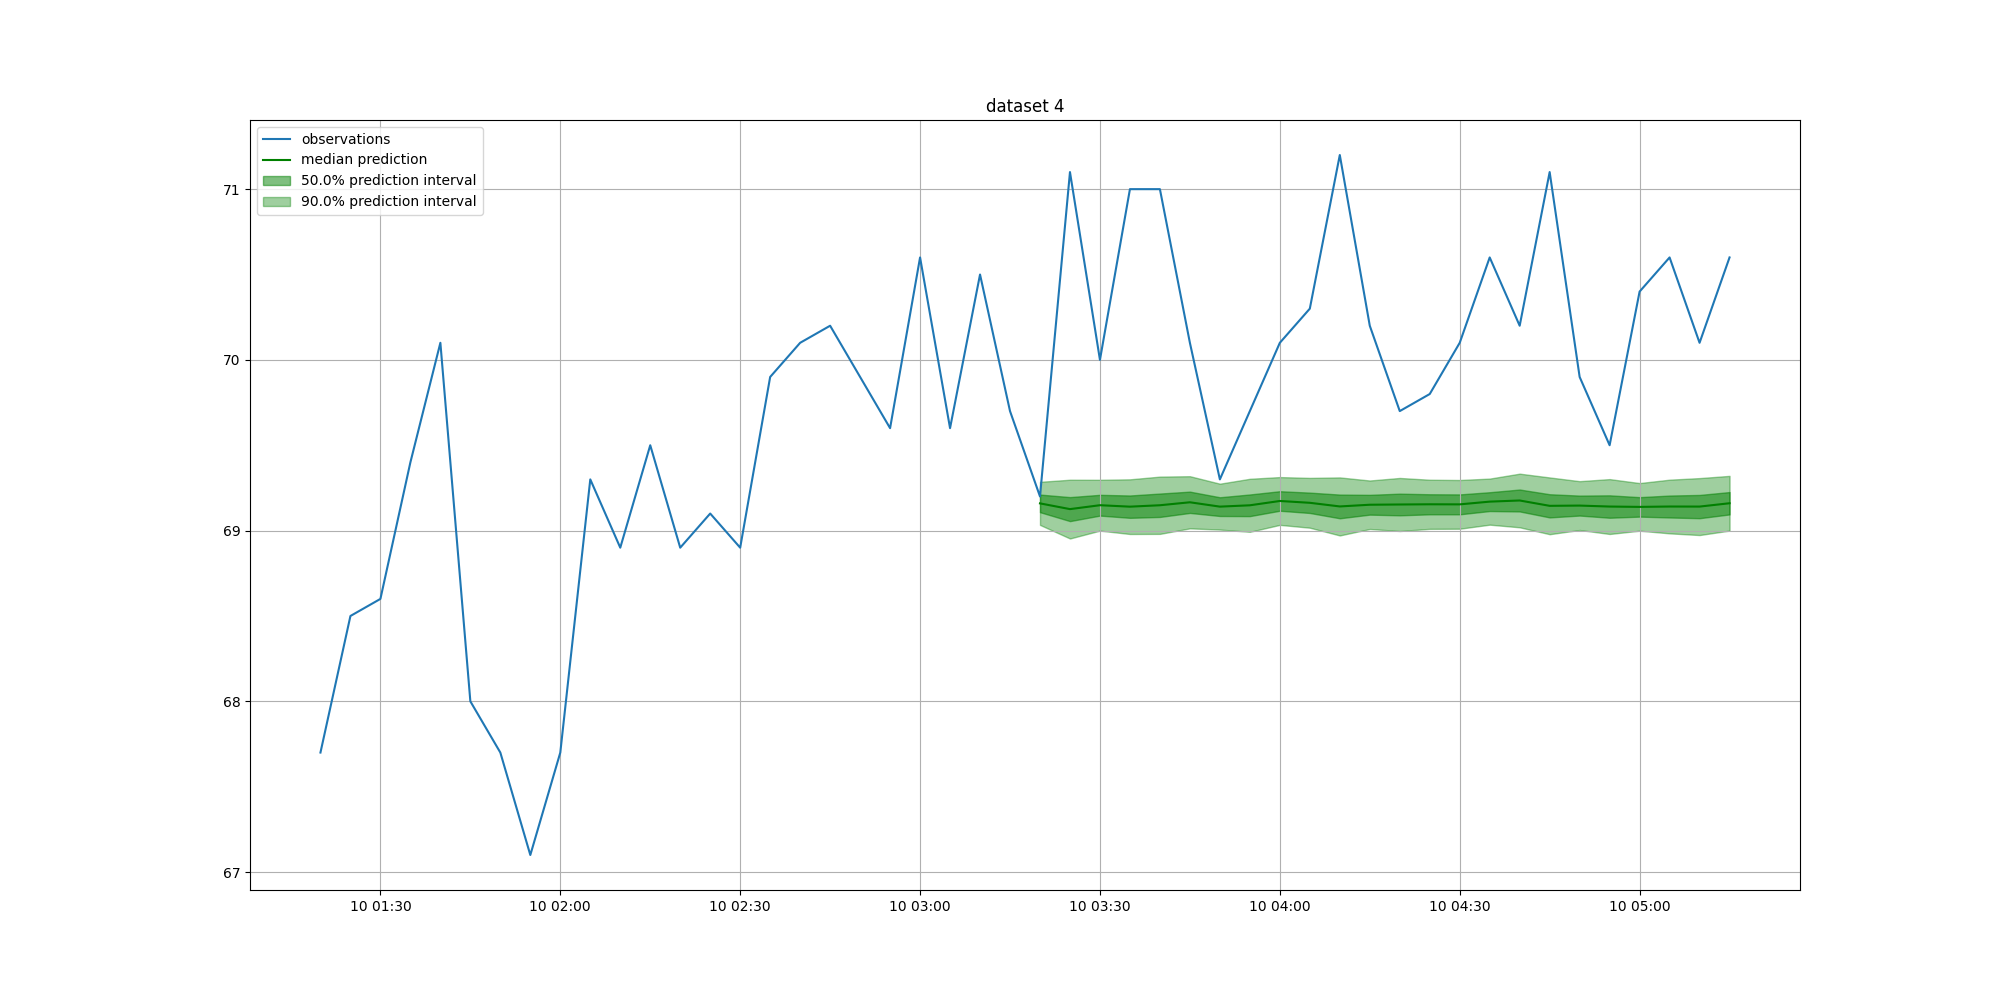 dataset 4
observations
median prediction
50.0% prediction interval
90.0% prediction interval
71
70
69
68
67
10 01:30 10 02:00 10 02:30 10 03:00 10 03:30 10 04:00 10 04:30 10 05:00